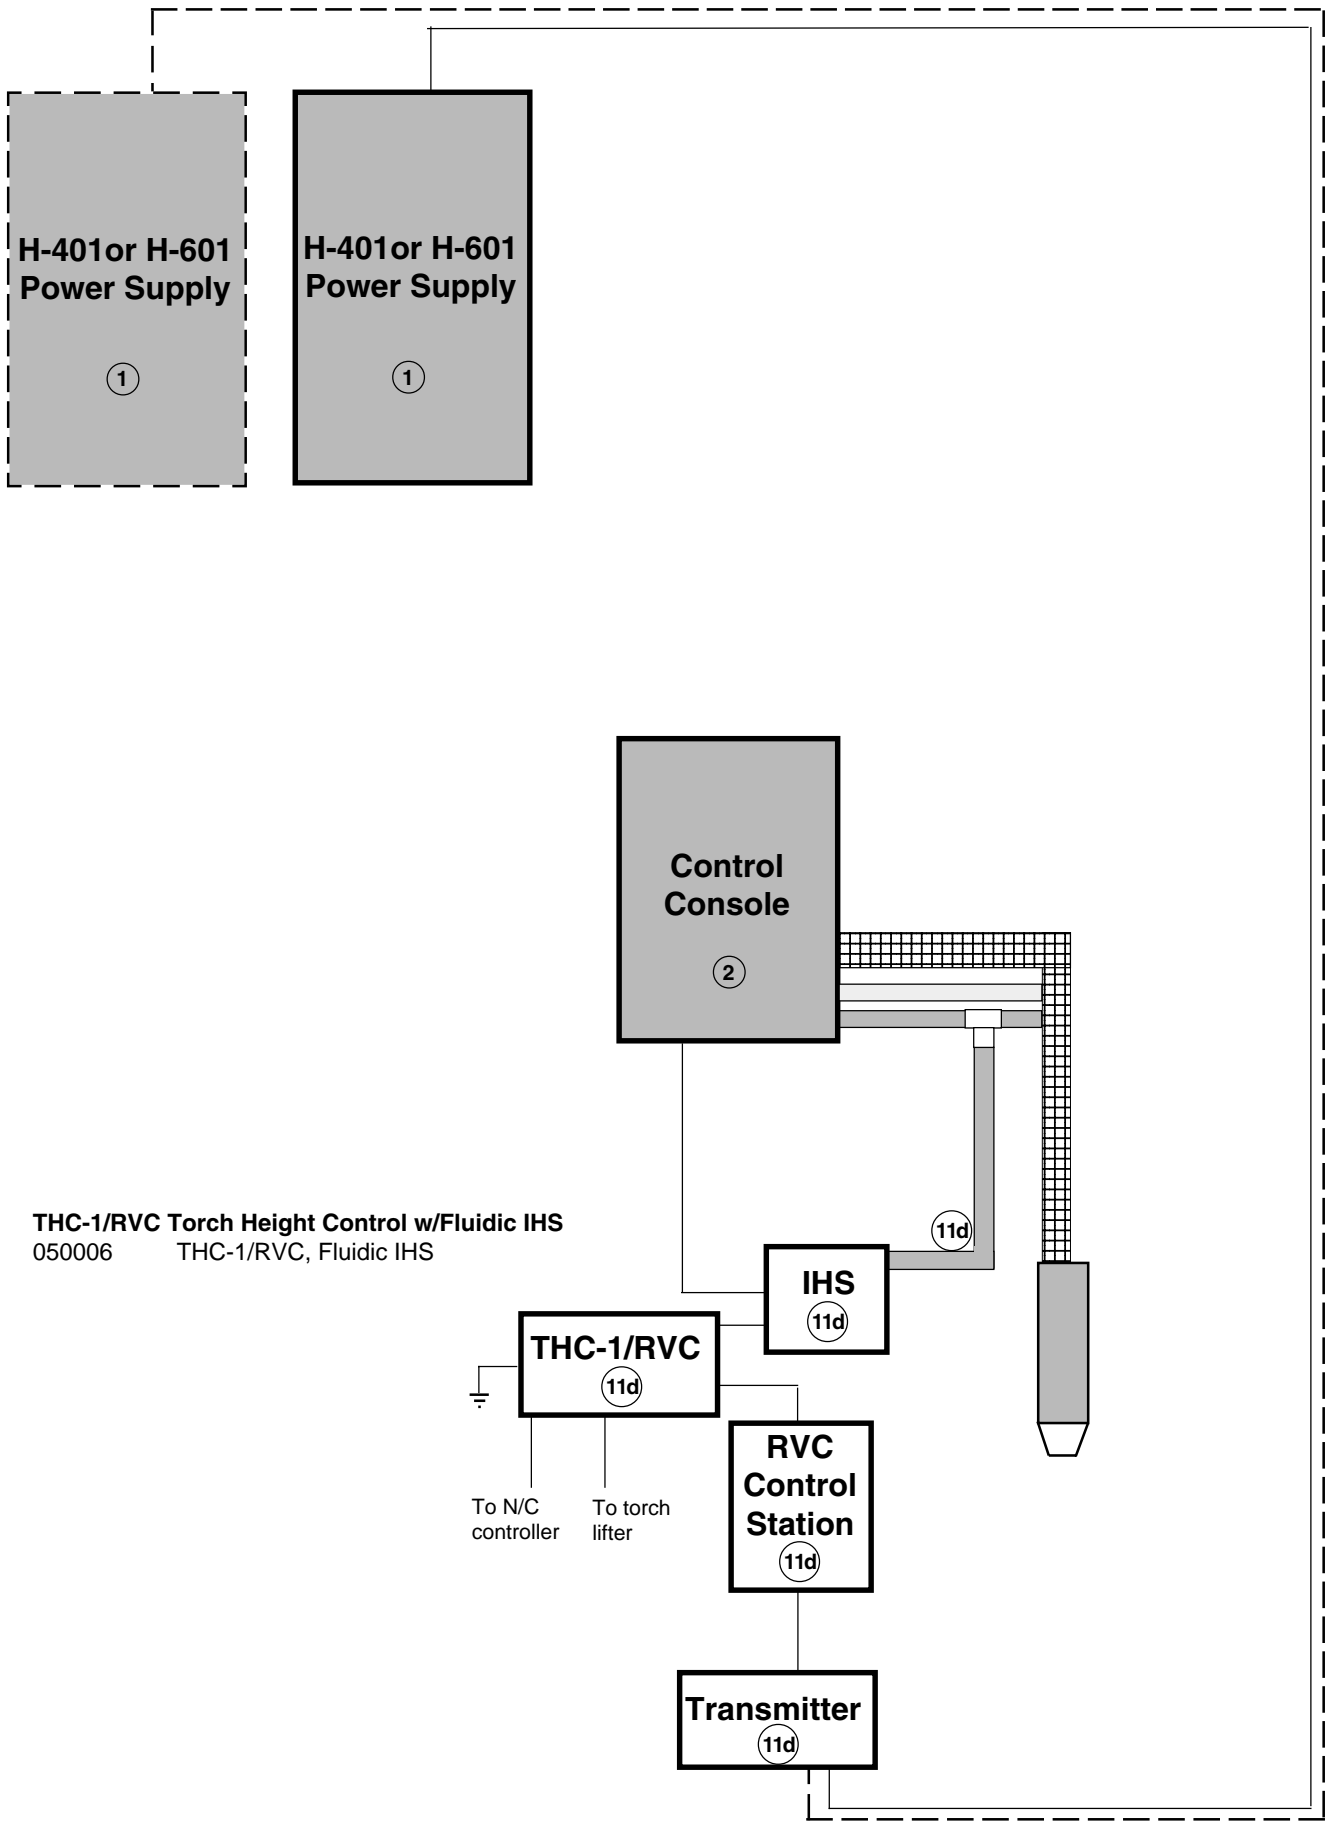 H-401or H-601
Power Supply
1
H-401or H-601
Power Supply
1
Control
Console
2
THC-1/RVC Torch Height Control w/Fluidic IHS
050006 THC-1/RVC, Fluidic IHS
11d
IHS
11d
THC-1/RVC
11d
To N/C
controller
To torch
lifter
RVC
Control
Station
11d
Transmitter
11d